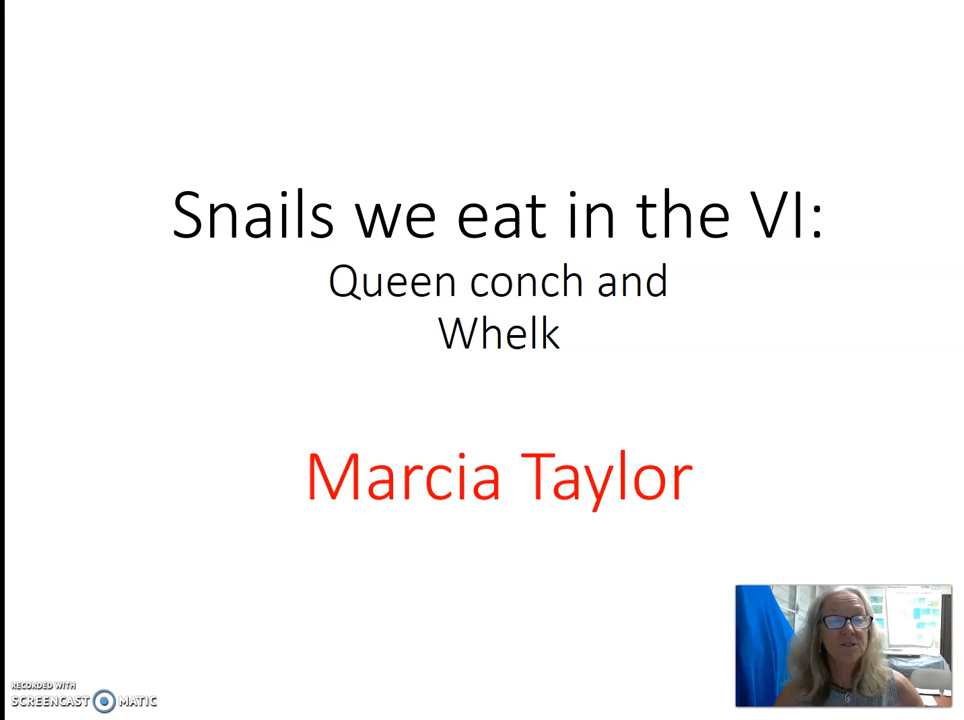 Snails we eat in the VI:
Queen conch and
Whelk
Marcia Taylor
RECORDED WITH
SCREENCAST MATIC